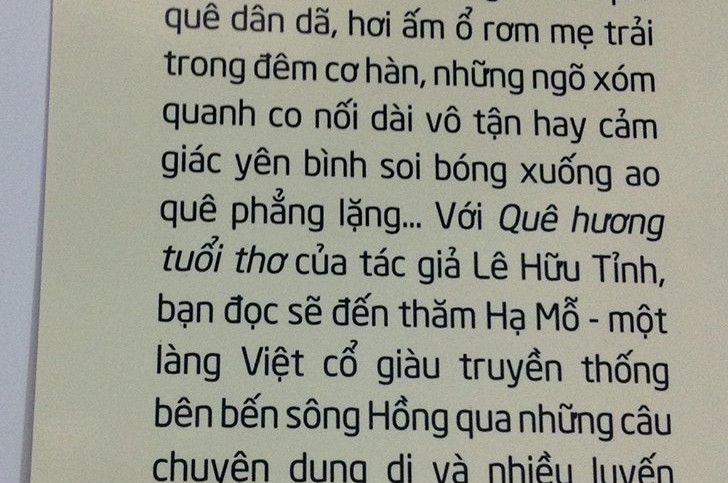 quê dân dã, hơi ấm ổ rơm mẹ trải
trong đêm cơ hàn, những ngõ xóm
quanh co nối dài vô tận hay cảm
giác yên bình soi bóng xuống ao
quê phẳng lặng... Với Quê hương
tuổi thơ của tác giả Lê Hữu Tỉnh,
bạn đọc sẽ đến thăm Hạ Mỗ - một
làng Việt cổ giàu truyền thống
bên bến sông Hồng qua những câu
chuyện dung dị và nhiều luyến